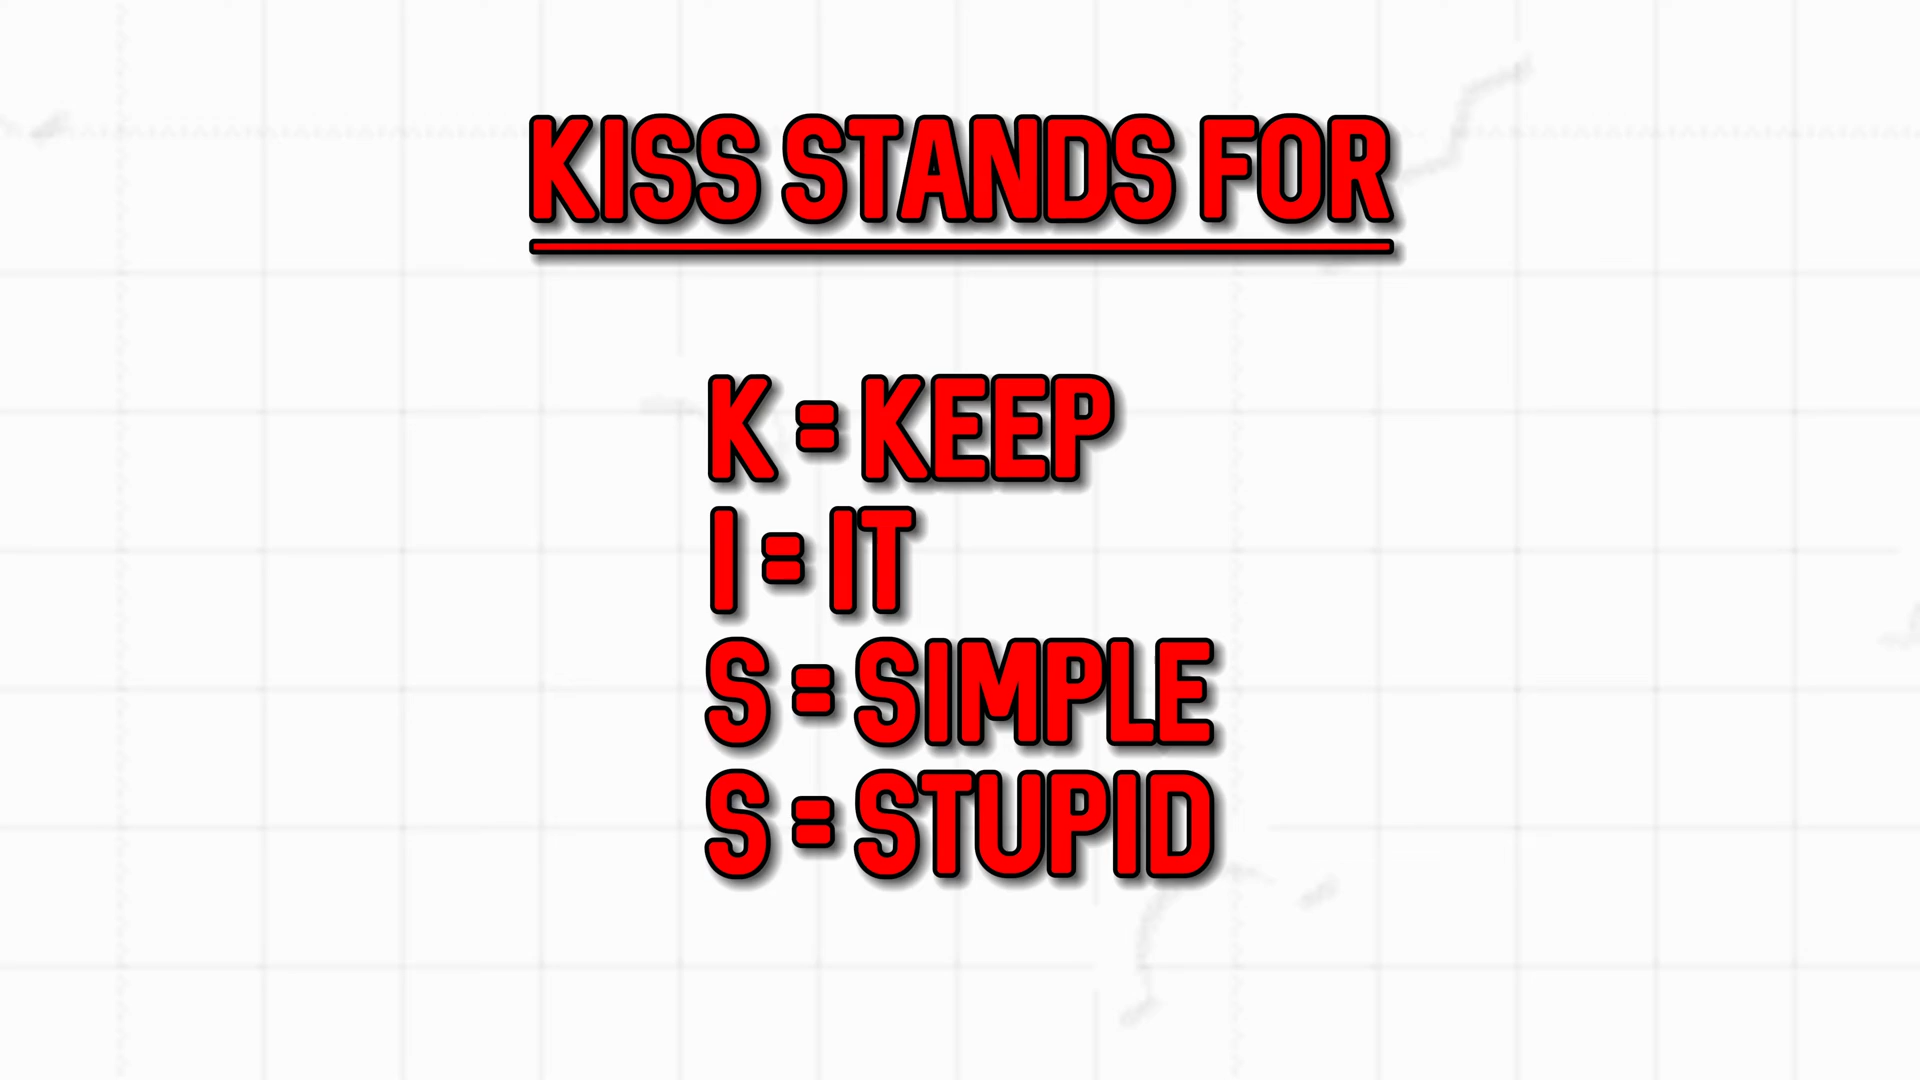 KISS STANDS FOR
K = KEEP
I = IT
S = SIMPLE
S = STUPID